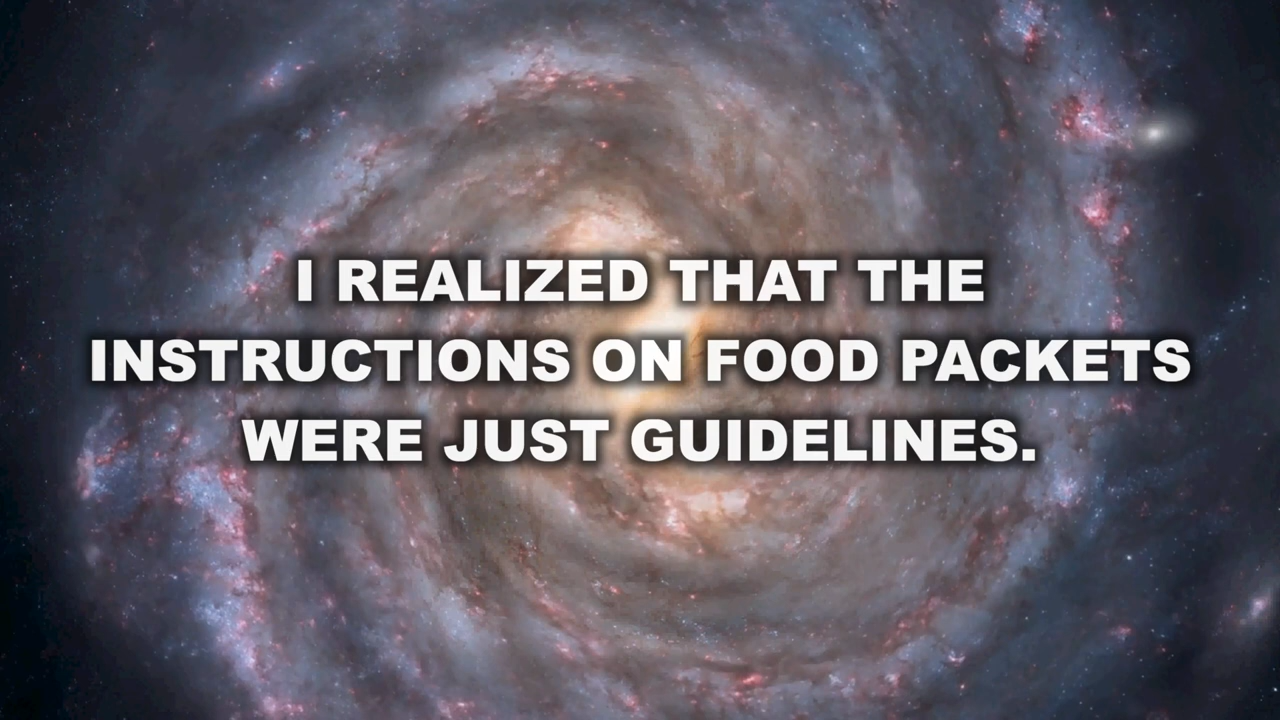 I REALIZED THAT THE
INSTRUCTIONS ON FOOD PACKETS
WERE JUST GUIDELINES.